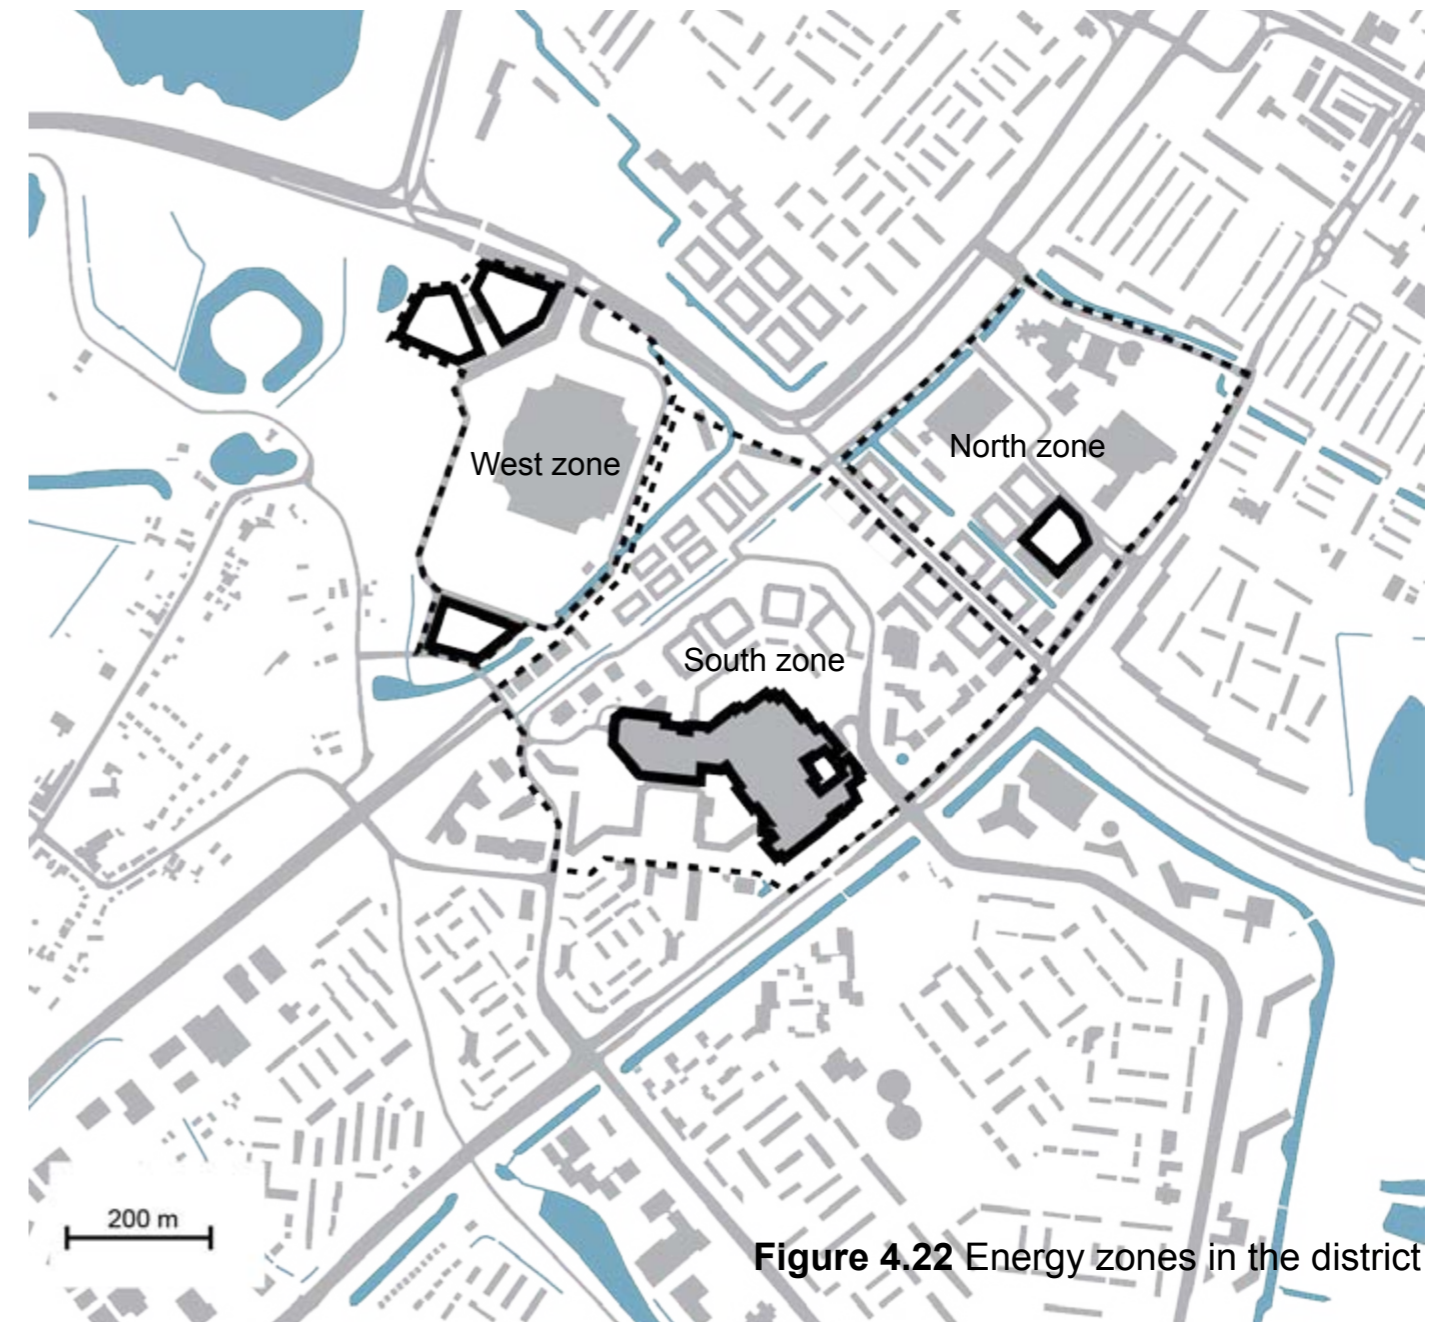 North zone
West zone
South zone
200 m
Figure 4.22 Energy zones in the district